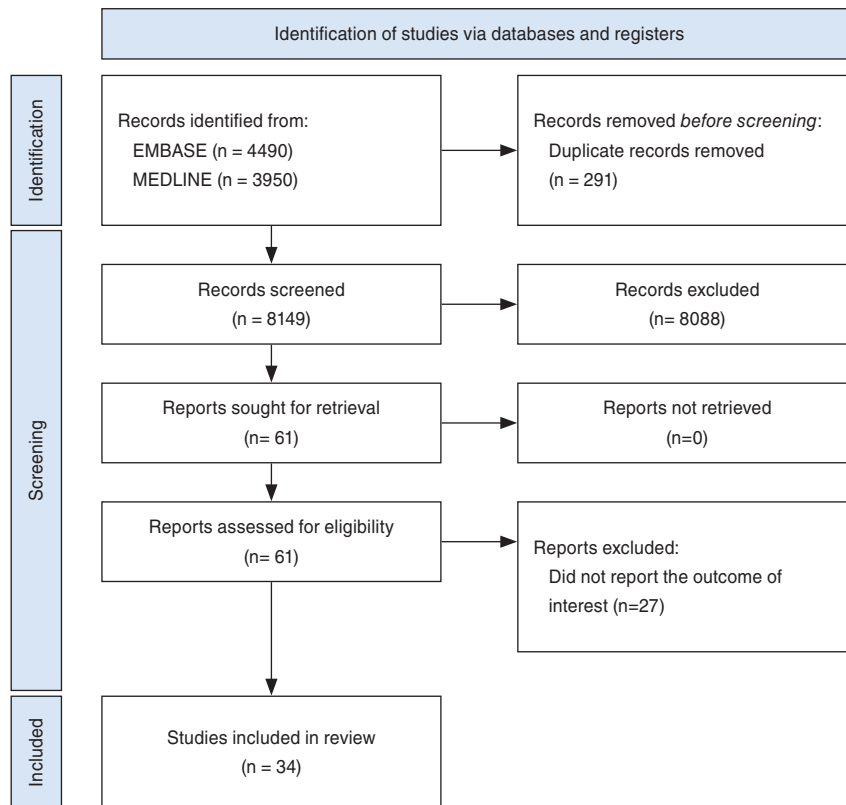 Identification of studies via databases and registers
Identification
Records identified from:
EMBASE (n = 4490)
MEDLINE (n = 3950)
Records removed before screening:
Duplicate records removed
(n = 291)
Screening
Records screened
(n = 8149)
Records excluded
(n= 8088)
Reports sought for retrieval
(n= 61)
Reports not retrieved
(n=0)
Reports assessed for eligibility
(n= 61)
Reports excluded:
Did not report the outcome of
interest (n=27)
Included
Studies included in review
(n = 34)